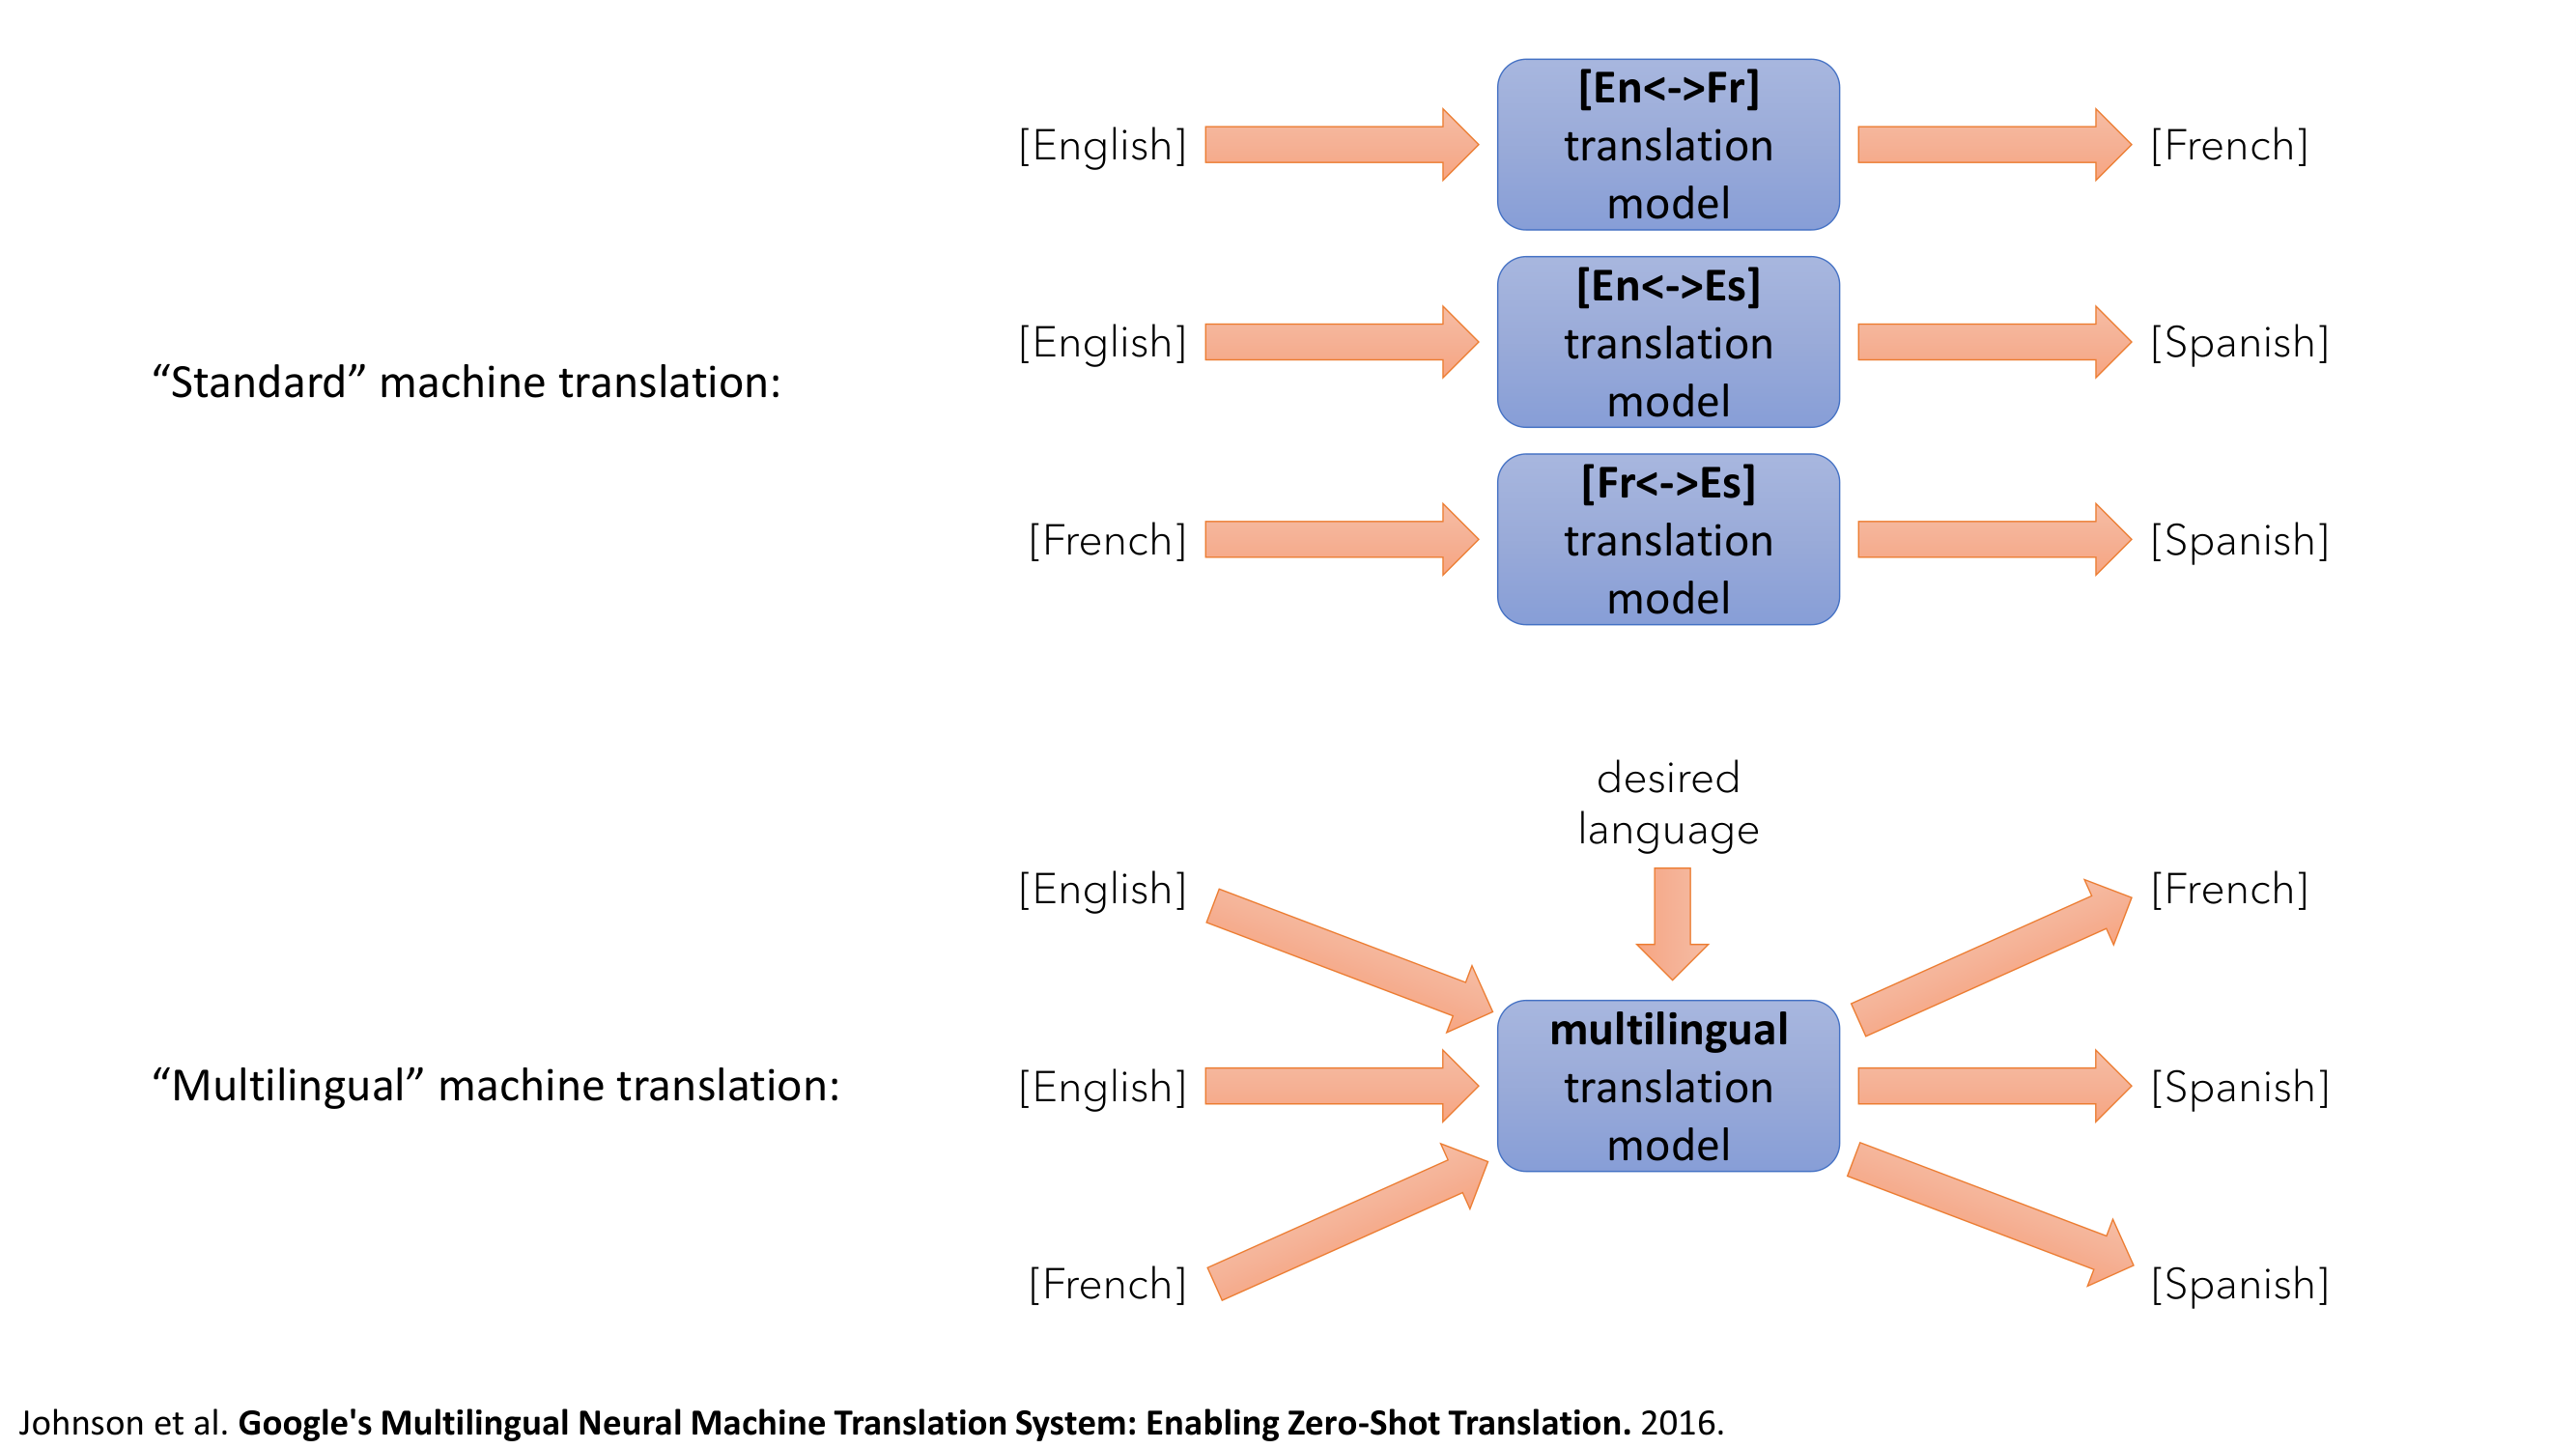 [En<->Fr]
translation
model
[English]
[French]
[En<->Es]
translation
model
[English]
[Spanish]
“Standard” machine translation:
[Fr<->Es]
translation
model
[French]
[Spanish]
desired
language
[English]
[French]
multilingual
translation
model
“Multilingual” machine translation:
[English]
[Spanish]
[French]
[Spanish]
Johnson et al. Google's Multilingual Neural Machine Translation System: Enabling Zero-Shot Translation. 2016.